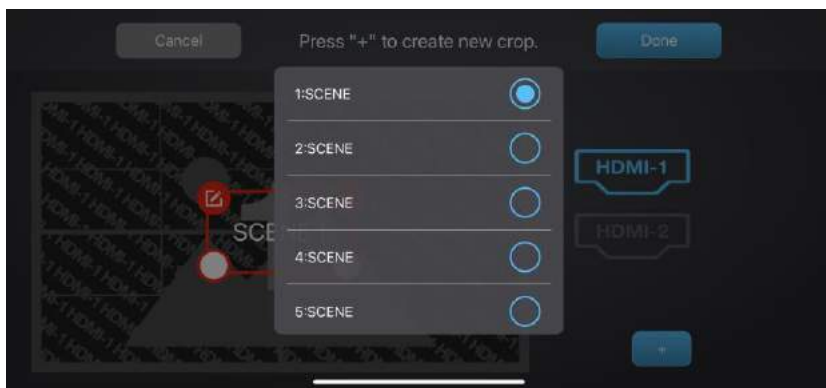 Cancel
Press "+" to create new crop.
Done
1:SCENE
2:SCENE
3:SCENE
4:SCENE
5:SCENE
HDMI-1
HDMI-2
SCE
+